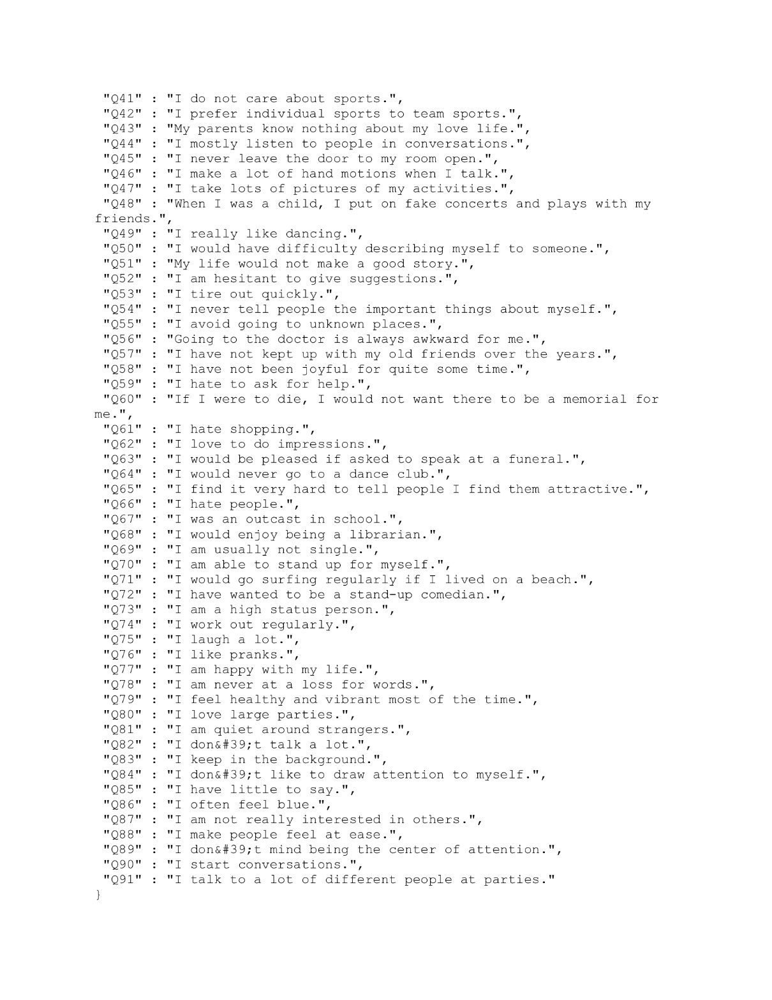 "Q41" : "I do not care about sports.",
"Q42" : "I prefer individual sports to team sports.",
"Q43" : "My parents know nothing about my love life.",
"Q44" : "I mostly listen to people in conversations.",
"Q45" : "I never leave the door to my room open.",
"Q46" : "I make a lot of hand motions when I talk.",
"Q47" : "I take lots of pictures of my activities.",
"Q48" : "When I was a child, I put on fake concerts and plays with my
friends.",
"Q49" : "I really like dancing.",
"Q50" : "I would have difficulty describing myself to someone.",
"Q51" : "My life would not make a good story.",
"Q52" : "I am hesitant to give suggestions.",
"Q53" : "I tire out quickly.",
"Q54" : "I never tell people the important things about myself.",
"Q55" : "I avoid going to unknown places.",
"Q56" : "Going to the doctor is always awkward for me.",
"Q57" : "I have not kept up with my old friends over the years.",
"Q58" : "I have not been joyful for quite some time.",
"Q59" : "I hate to ask for help.",
"Q60" : "If I were to die, I would not want there to be a memorial for
me.",
"Q61" : "I hate shopping.",
"Q62" : "I love to do impressions.",
"Q63" : "I would be pleased if asked to speak at a funeral.",
"Q64" : "I would never go to a dance club.",
"Q65" : "I find it very hard to tell people I find them attractive.",
"Q66" : "I hate people.",
"Q67" : "I was an outcast in school.",
"Q68" : "I would enjoy being a librarian.",
"Q69" : "I am usually not single.",
"Q70" : "I am able to stand up for myself.",
"Q71" : "I would go surfing regularly if I lived on a beach.",
"Q72" : "I have wanted to be a stand-up comedian.",
"Q73" : "I am a high status person.",
"Q74" : "I work out regularly.",
"Q75" : "I laugh a lot.",
"Q76" : "I like pranks.",
"Q77" : "I am happy with my life.",
"Q78" : "I am never at a loss for words.",
"Q79" : "I feel healthy and vibrant most of the time.",
"Q80" : "I love large parties.",
"Q81" : "I am quiet around strangers.",
"Q82" : "I don&#39;t talk a lot.",
"Q83" : "I keep in the background.",
"Q84" : "I don&#39;t like to draw attention to myself.",
"Q85" : "I have little to say.",
"Q86" : "I often feel blue.",
"Q87" : "I am not really interested in others.",
"Q88" : "I make people feel at ease.",
"Q89" : "I don&#39;t mind being the center of attention.",
"Q90" : "I start conversations.",
"Q91" : "I talk to a lot of different people at parties."
}